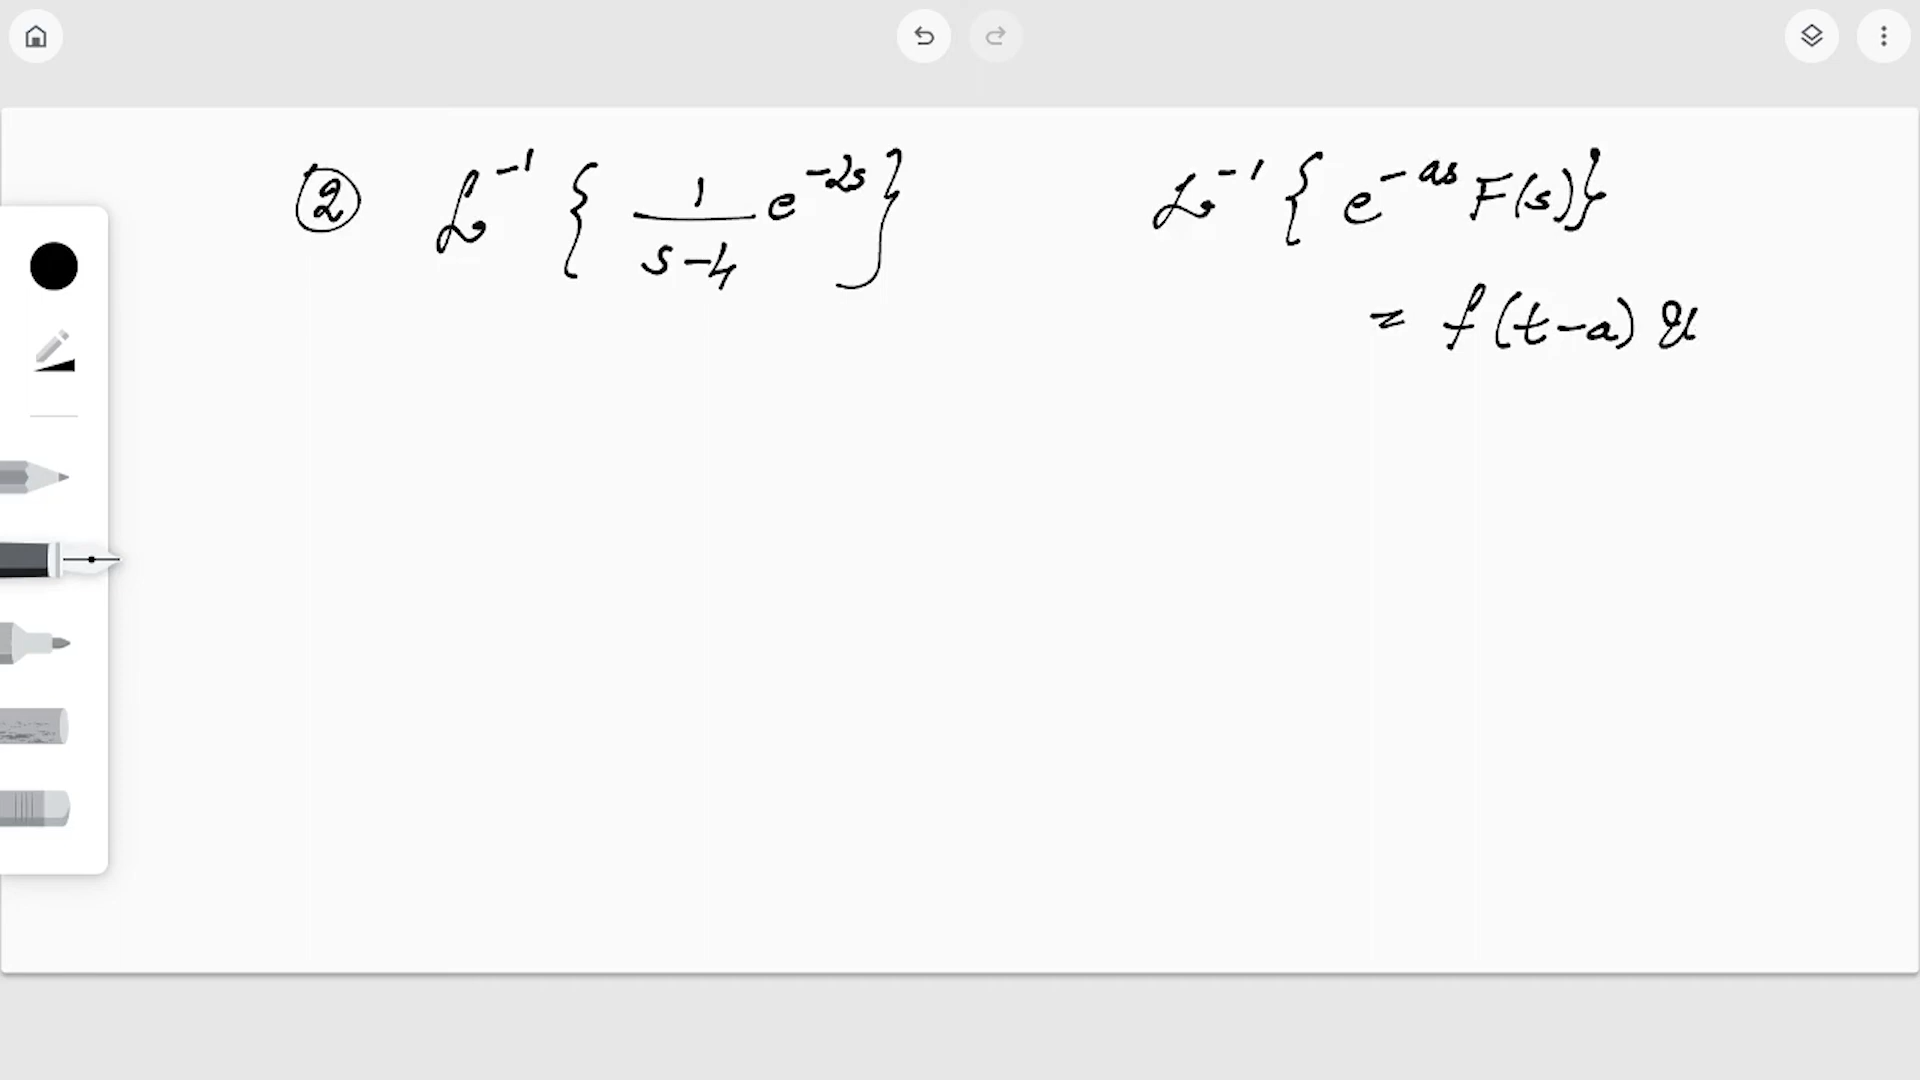 ② ℒ⁻¹ { 1/(s-4) e^(-2s) }
ℒ⁻¹ { e^(-as) F(s) }
= f(t-a) 𝒰